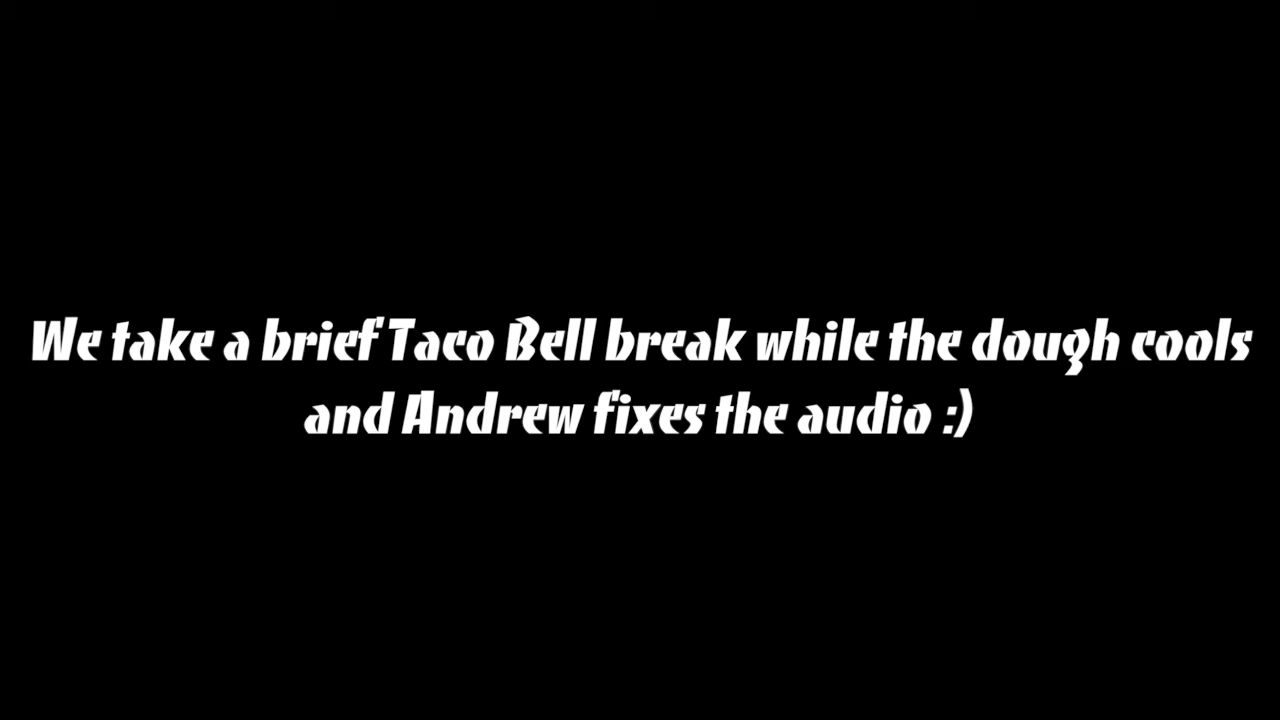 We take a brief Taco Bell break while the dough cools
and Andrew fixes the audio :)